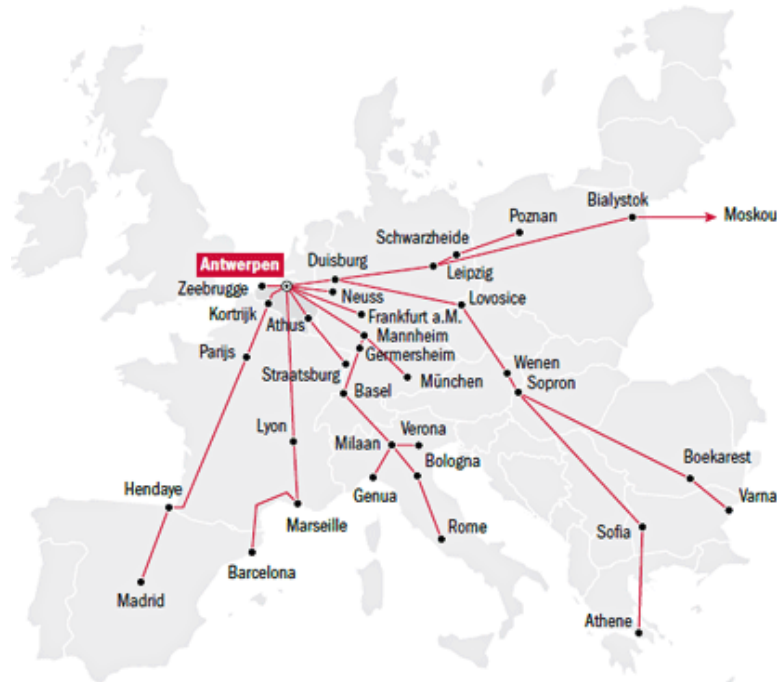 Bialystok
Poznan
Moskou
Schwarzheide
Duisburg
Leipzig
Antwerpen
Zeebrugge
Neuss
Lovosice
Kortrijk
Athus
Frankfurt a.M.
Mannheim
Parijs
Germersheim
Straatsburg
Wenen
München
Sopron
Basel
Lyon
Verona
Milaan
Bologna
Boekarest
Hendaye
Genua
Varna
Marseille
Rome
Sofia
Barcelona
Madrid
Athene